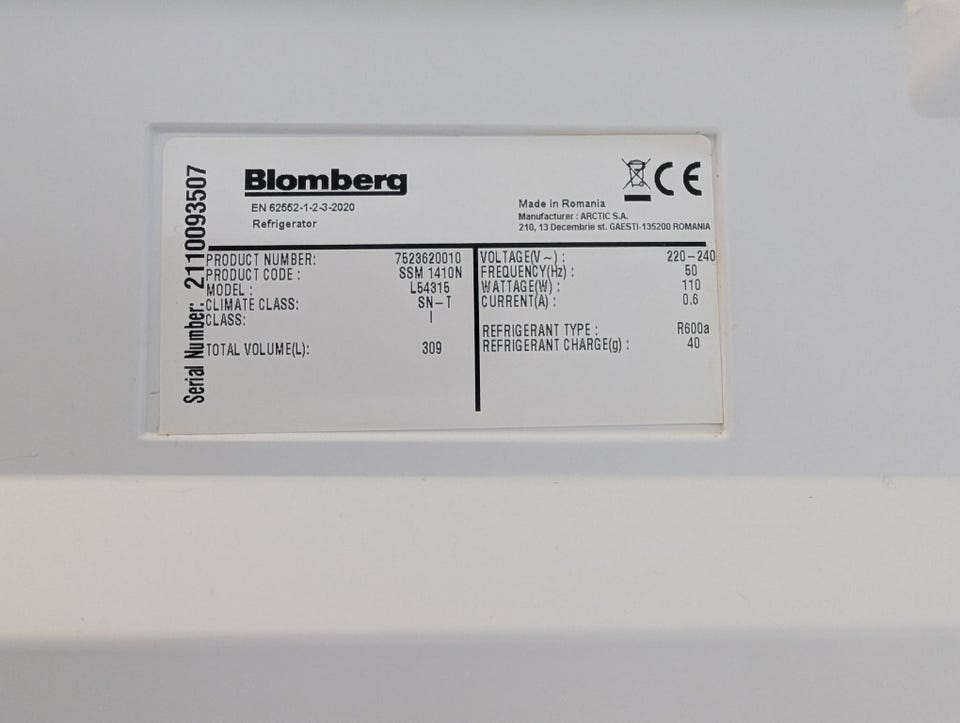 Serial Number: 2110093507
Blomberg
EN 62552-1-2-3-2020
Refrigerator
CE
Made in Romania
Manufacturer : ARCTIC S.A.
210, 13 Decembrie st. GAESTI-135200 ROMANIA
PRODUCT NUMBER: 7523620010
PRODUCT CODE : SSM 1410N
MODEL : L54315
CLIMATE CLASS: SN-T
CLASS: I
TOTAL VOLUME(L): 309
VOLTAGE(V~) : 220-240
FREQUENCY(Hz) : 50
WATTAGE(W) : 110
CURRENT(A) : 0.6
REFRIGERANT TYPE : R600a
REFRIGERANT CHARGE(g) : 40